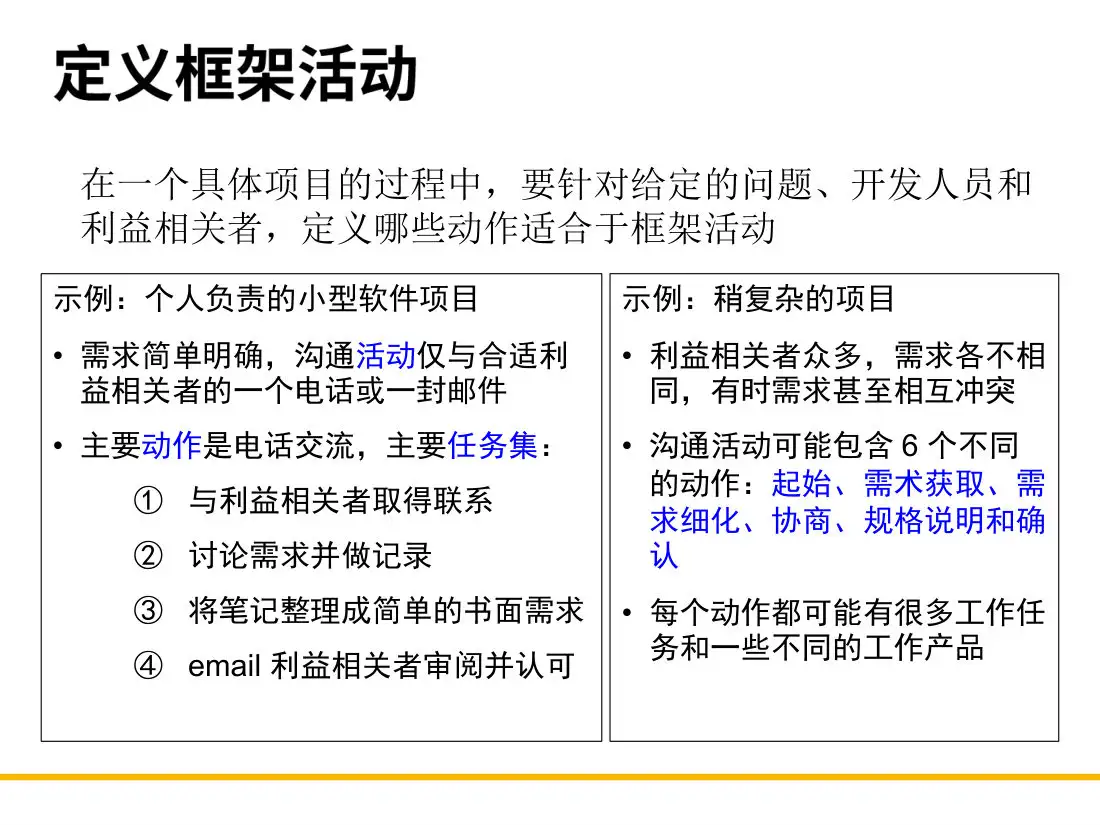 定义框架活动
在一个具体项目的过程中，要针对给定的问题、开发人员和
利益相关者，定义哪些动作适合于框架活动
示例：个人负责的小型软件项目
• 需求简单明确，沟通活动仅与合适利
益相关者的一个电话或一封邮件
• 主要动作是电话交流，主要任务集：
① 与利益相关者取得联系
② 讨论需求并做记录
③ 将笔记整理成简单的书面需求
④ email 利益相关者审阅并认可
示例：稍复杂的项目
• 利益相关者众多，需求各不相
同，有时需求甚至相互冲突
• 沟通活动可能包含 6 个不同
的动作：起始、需术获取、需
求细化、协商、规格说明和确
认
• 每个动作都可能有很多工作任
务和一些不同的工作产品